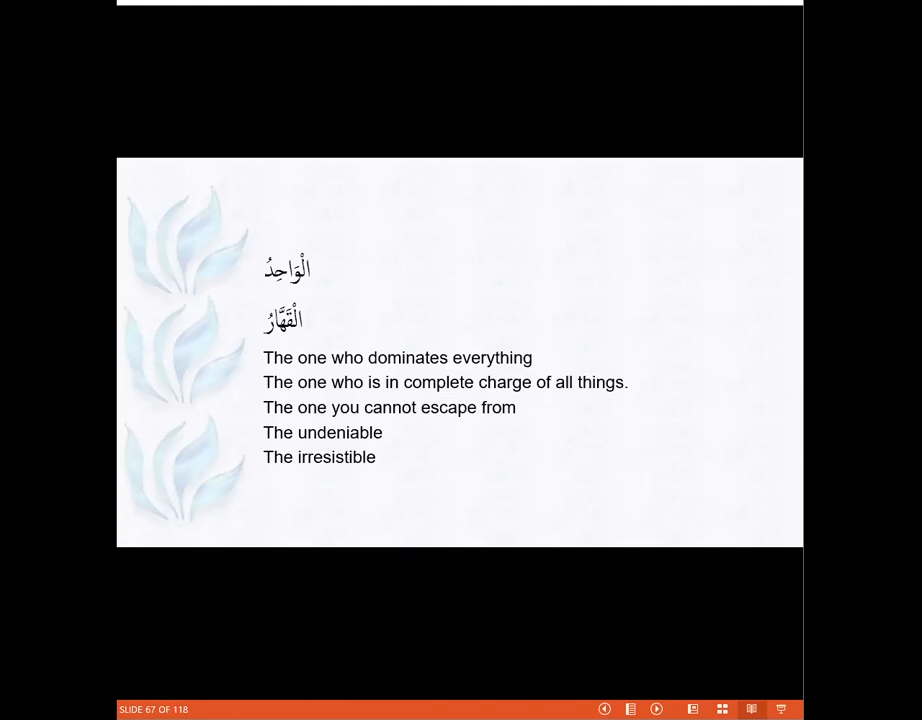 الْوَاحِدُ
الْقَهَّارُ
The one who dominates everything
The one who is in complete charge of all things.
The one you cannot escape from
The undeniable
The irresistible
SLIDE 67 OF 118